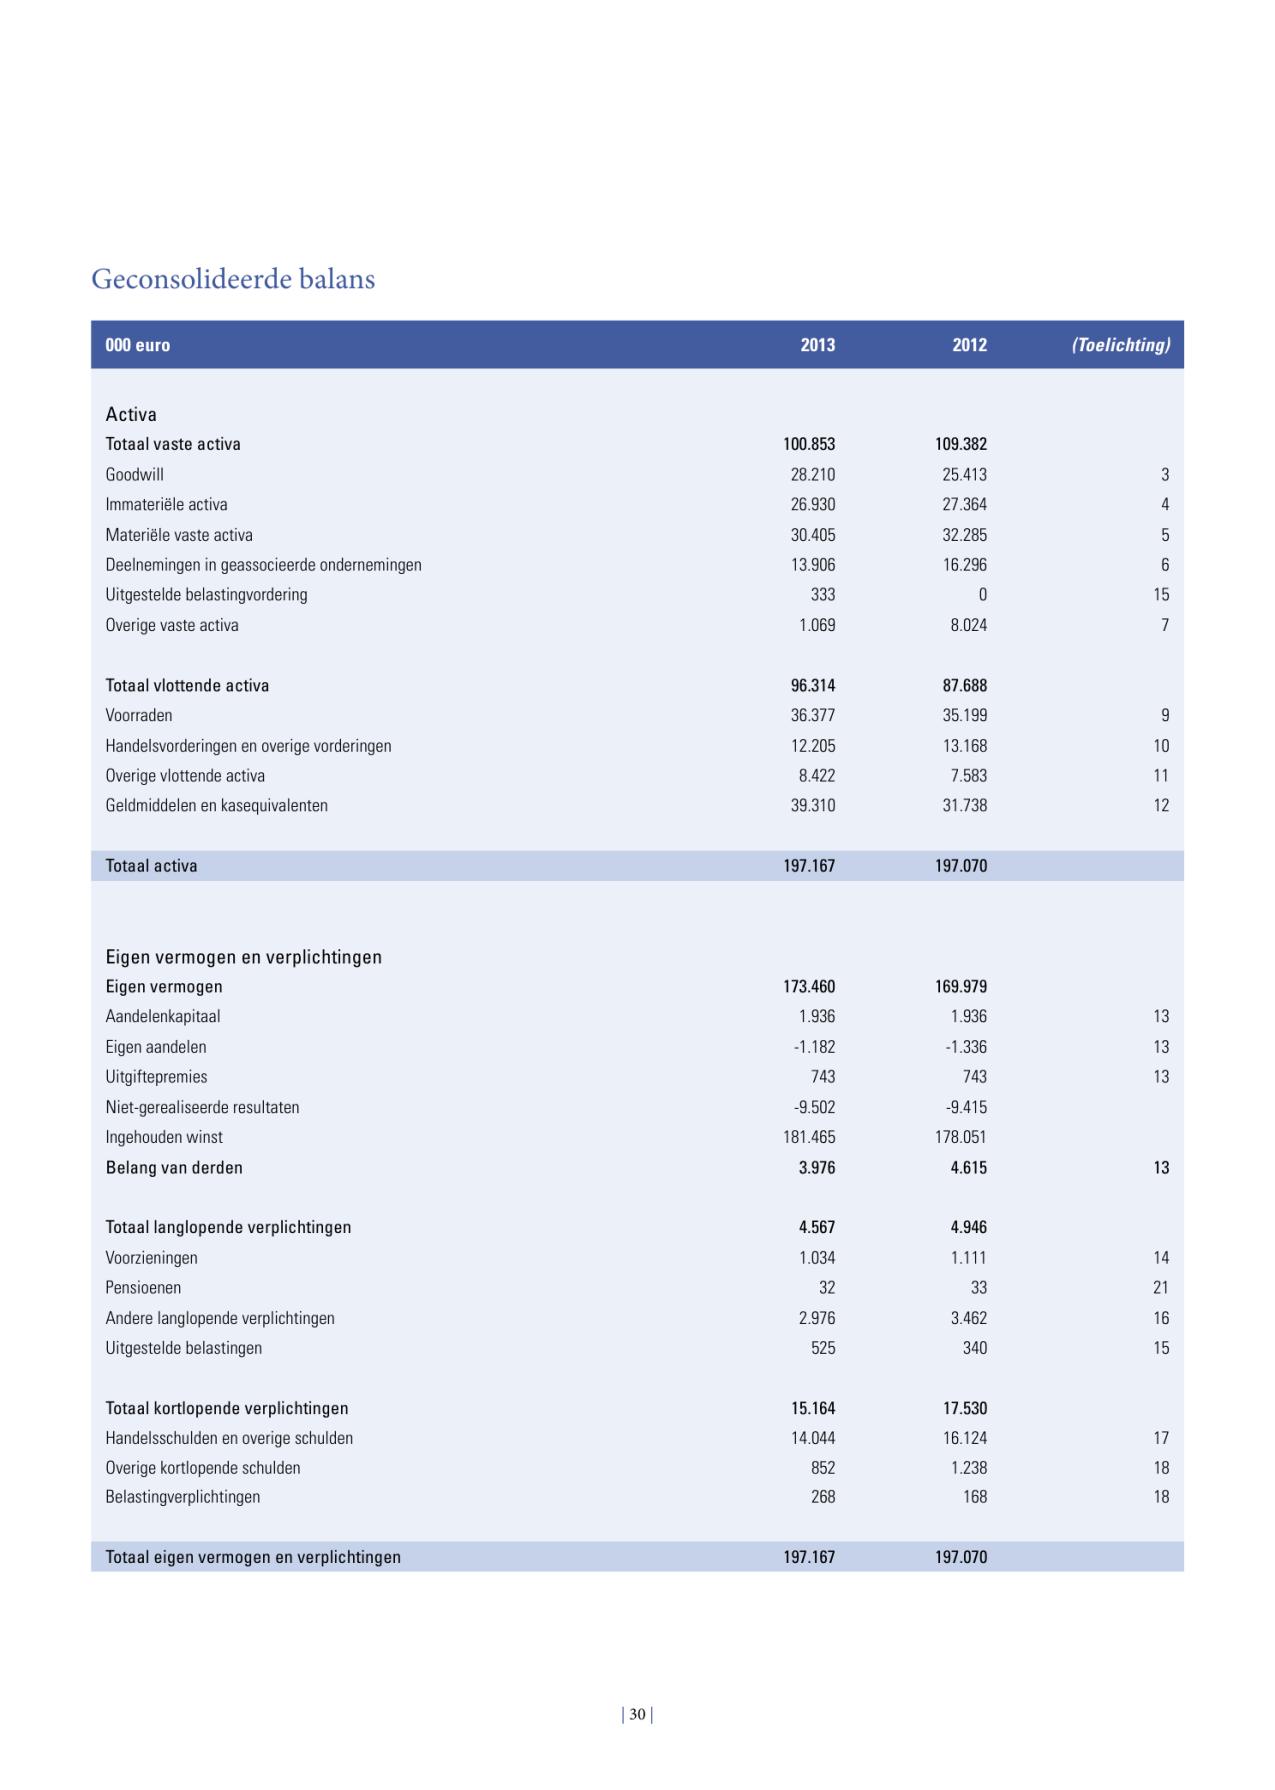 Geconsolideerde balans
000 euro 2013 2012 (Toelichting)
Activa
Totaal vaste activa 100.853 109.382
Goodwill 28.210 25.413 3
Immateriële activa 26.930 27.364 4
Materiële vaste activa 30.405 32.285 5
Deelnemingen in geassocieerde ondernemingen 13.906 16.296 6
Uitgestelde belastingvordering 333 0 15
Overige vaste activa 1.069 8.024 7
Totaal vlottende activa 96.314 87.688
Voorraden 36.377 35.199 9
Handelsvorderingen en overige vorderingen 12.205 13.168 10
Overige vlottende activa 8.422 7.583 11
Geldmiddelen en kasequivalenten 39.310 31.738 12
Totaal activa 197.167 197.070
Eigen vermogen en verplichtingen
Eigen vermogen 173.460 169.979
Aandelenkapitaal 1.936 1.936 13
Eigen aandelen -1.182 -1.336 13
Uitgiftepremies 743 743 13
Niet-gerealiseerde resultaten -9.502 -9.415
Ingehouden winst 181.465 178.051
Belang van derden 3.976 4.615 13
Totaal langlopende verplichtingen 4.567 4.946
Voorzieningen 1.034 1.111 14
Pensioenen 32 33 21
Andere langlopende verplichtingen 2.976 3.462 16
Uitgestelde belastingen 525 340 15
Totaal kortlopende verplichtingen 15.164 17.530
Handelsschulden en overige schulden 14.044 16.124 17
Overige kortlopende schulden 852 1.238 18
Belastingverplichtingen 268 168 18
Totaal eigen vermogen en verplichtingen 197.167 197.070
| 30 |